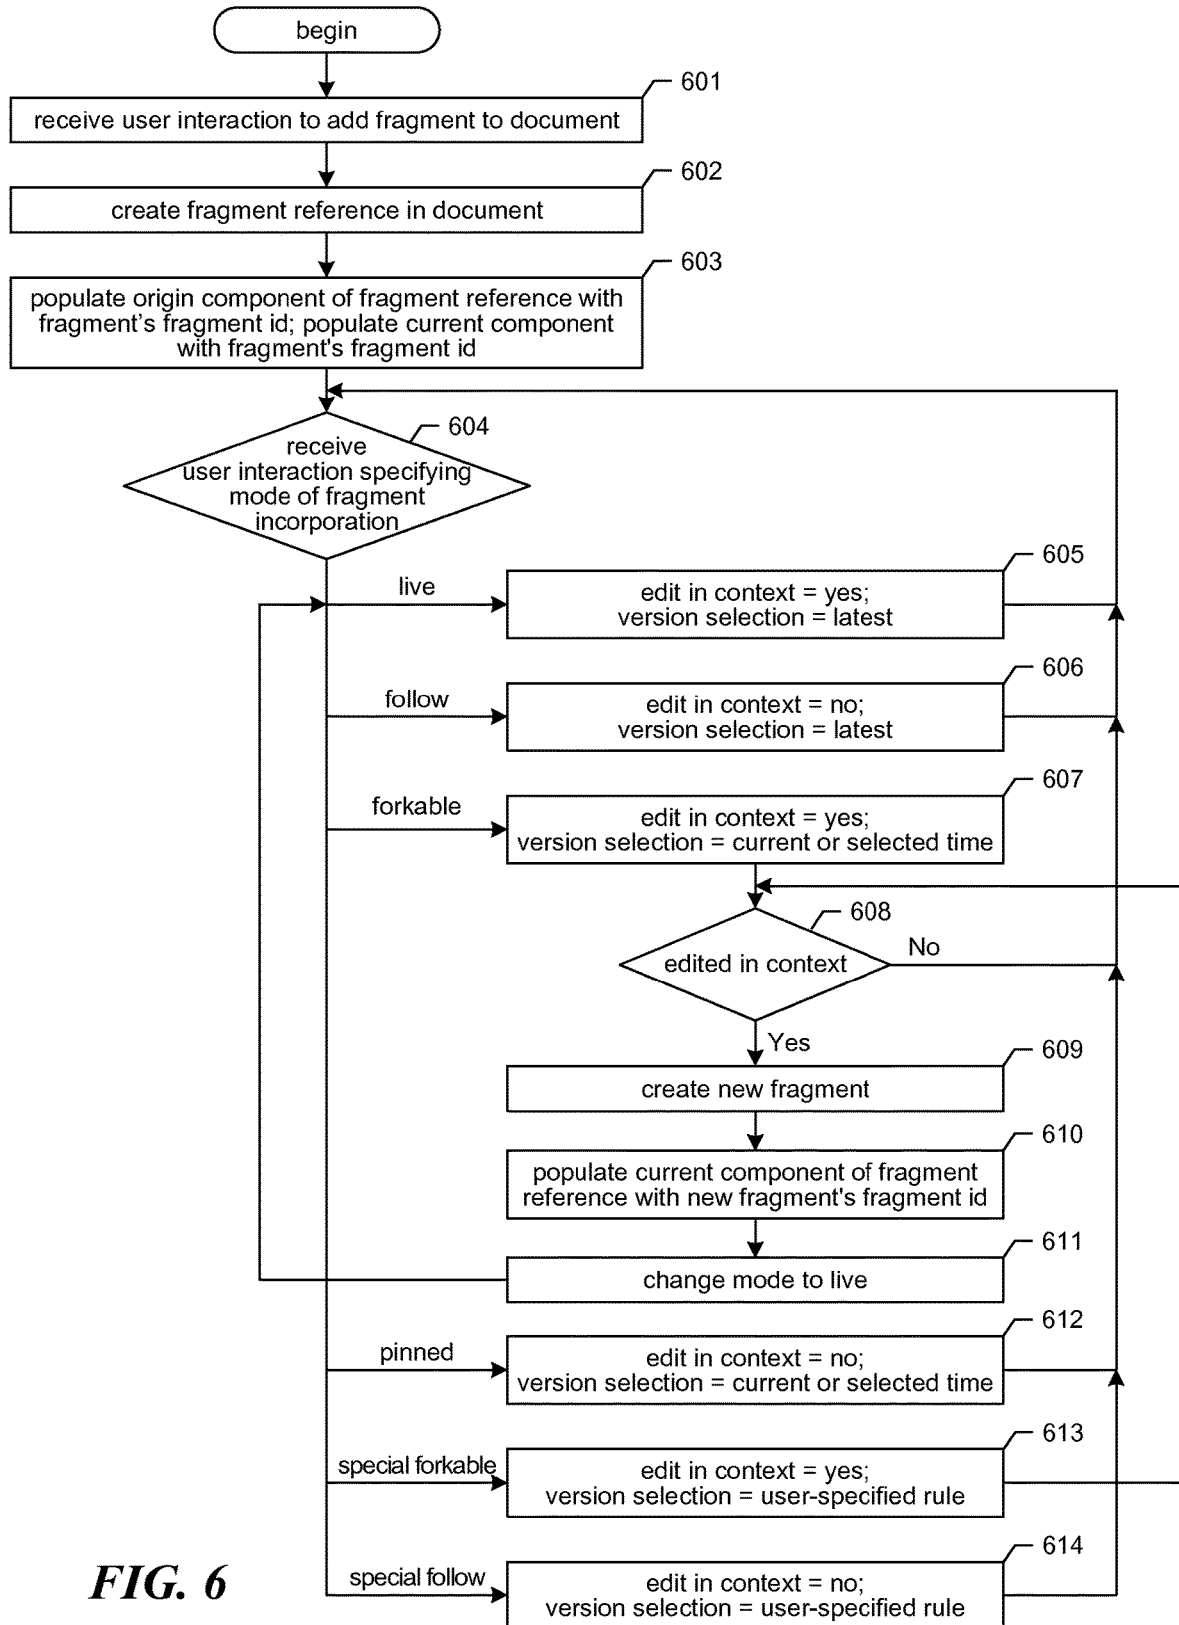 begin
601
receive user interaction to add fragment to document
602
create fragment reference in document
603
populate origin component of fragment reference with
fragment's fragment id; populate current component
with fragment's fragment id
604
receive
user interaction specifying
mode of fragment
incorporation
605
live
edit in context = yes;
version selection = latest
606
follow
edit in context = no;
version selection = latest
607
forkable
edit in context = yes;
version selection = current or selected time
608
edited in context
No
Yes
609
create new fragment
610
populate current component of fragment
reference with new fragment's fragment id
611
change mode to live
612
pinned
edit in context = no;
version selection = current or selected time
613
special forkable
edit in context = yes;
version selection = user-specified rule
614
special follow
edit in context = no;
version selection = user-specified rule
FIG. 6